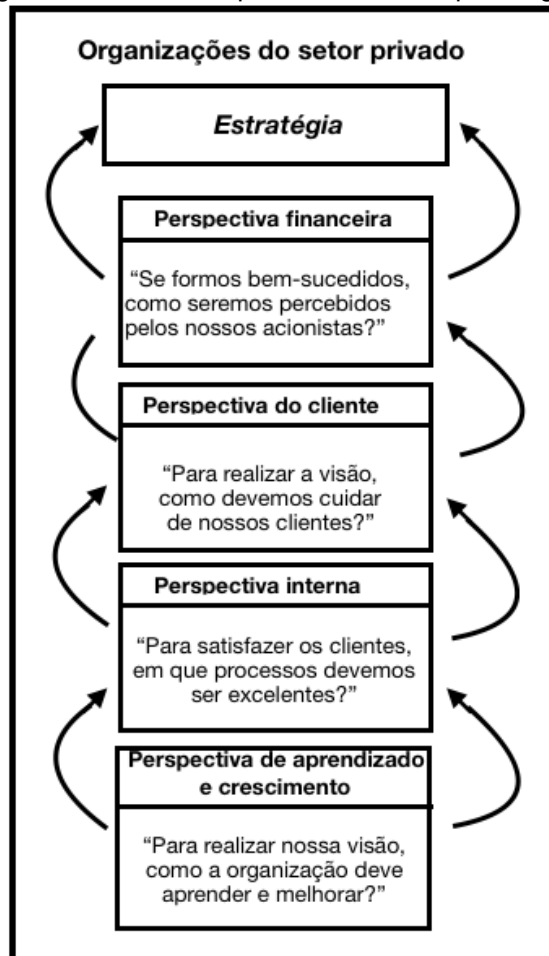 Organizações do setor privado
Estratégia
Perspectiva financeira
“Se formos bem-sucedidos,
como seremos percebidos
pelos nossos acionistas?”
Perspectiva do cliente
“Para realizar a visão,
como devemos cuidar
de nossos clientes?”
Perspectiva interna
“Para satisfazer os clientes,
em que processos devemos
ser excelentes?”
Perspectiva de aprendizado
e crescimento
“Para realizar nossa visão,
como a organização deve
aprender e melhorar?”